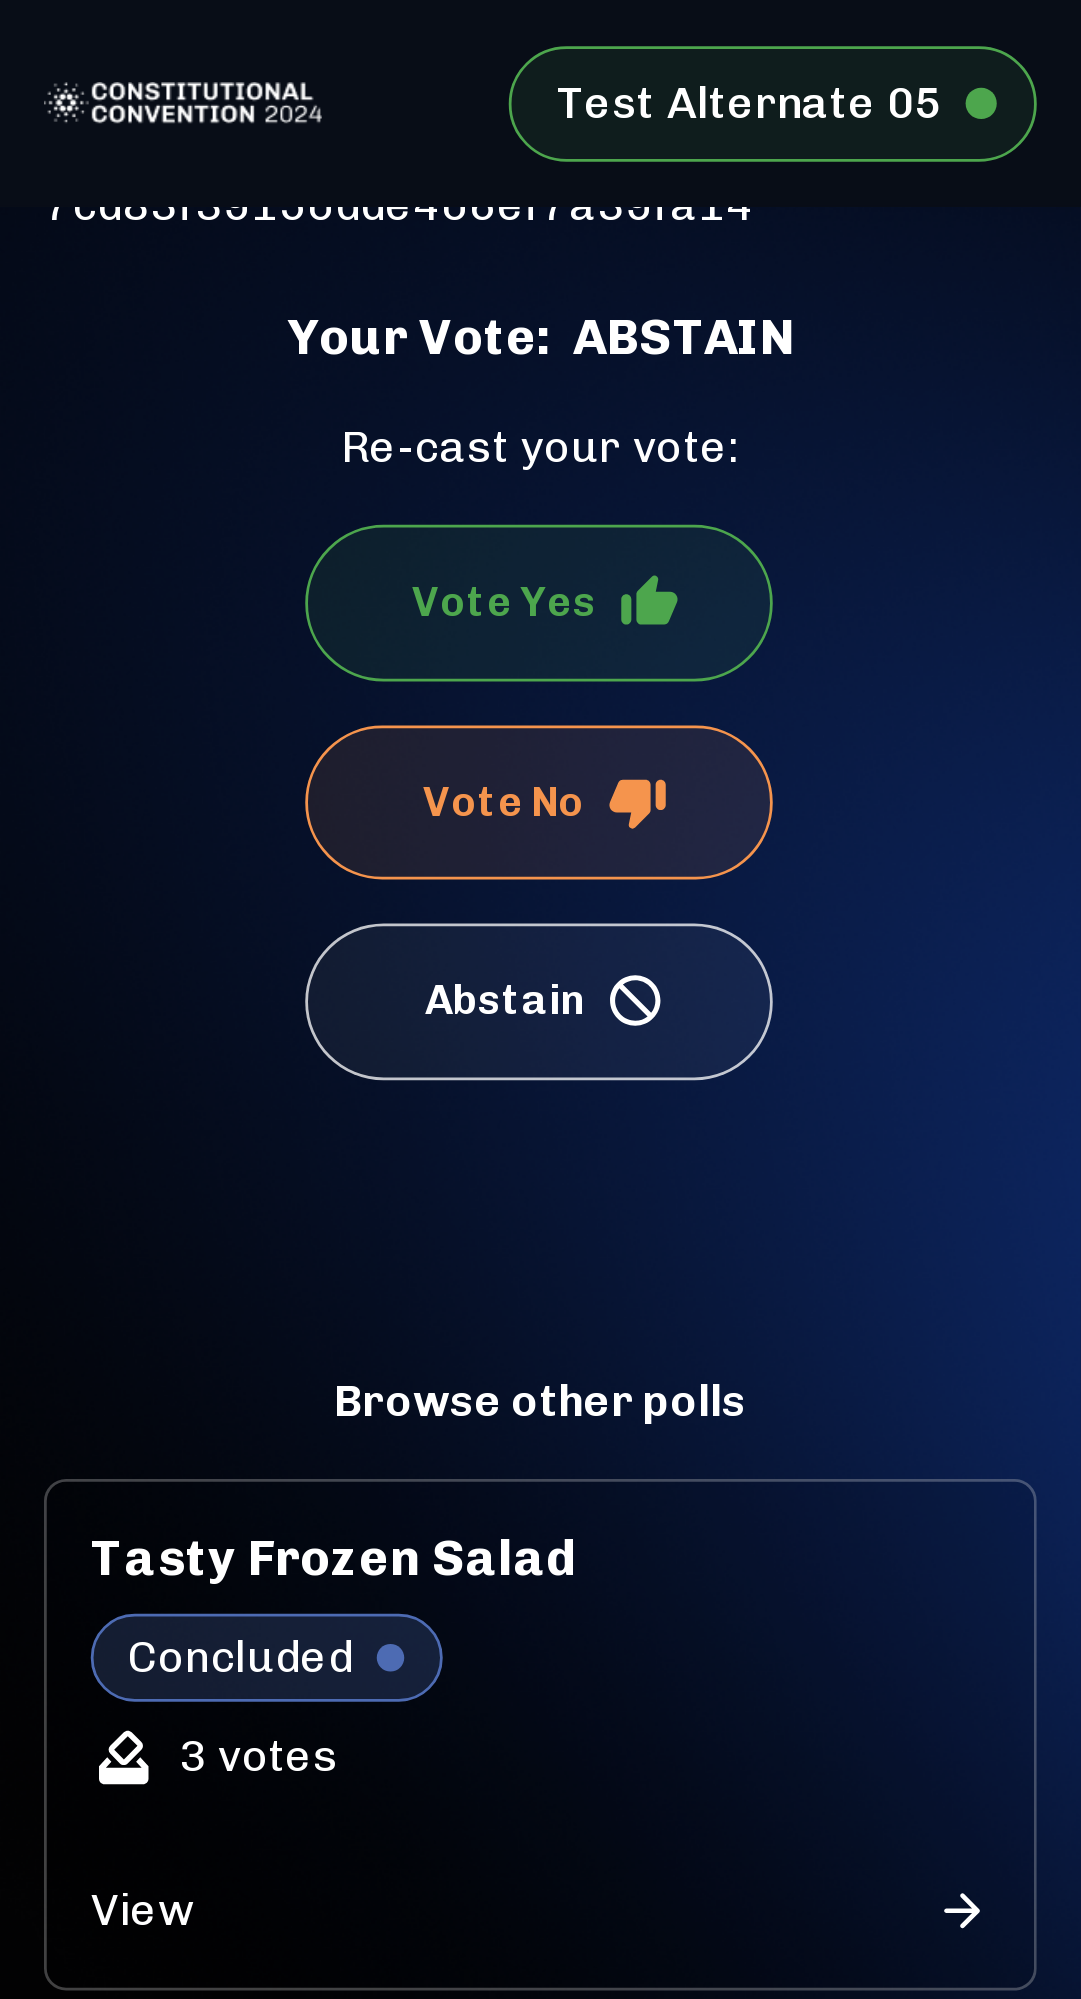 CONSTITUTIONAL
CONVENTION 2024
Test Alternate 05
Your Vote: ABSTAIN
Re-cast your vote:
Vote Yes
Vote No
Abstain
Browse other polls
Tasty Frozen Salad
Concluded
3 votes
View